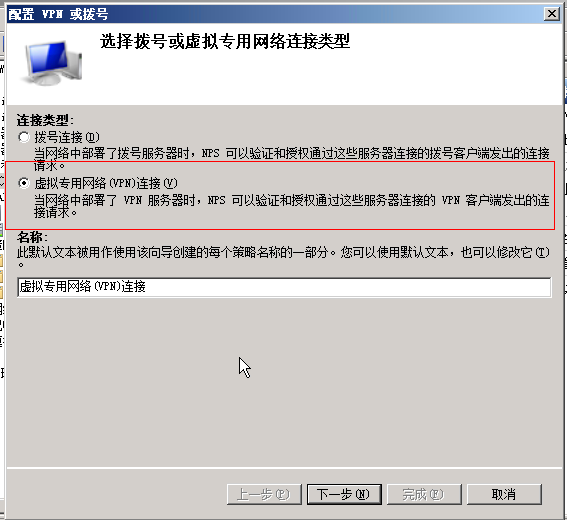 配置 VPN 或拨号
选择拨号或虚拟专用网络连接类型
连接类型:
拨号连接(D)
当网络中部署了拨号服务器时，NPS 可以验证和授权通过这些服务器连接的拨号客户端发出的连接
请求。
虚拟专用网络(VPN)连接(V)
当网络中部署了 VPN 服务器时，NPS 可以验证和授权通过这些服务器连接的 VPN 客户端发出的连
接请求。
名称:
此默认文本被用作使用该向导创建的每个策略名称的一部分。您可以使用默认文本，也可以修改它(T)
。
虚拟专用网络(VPN)连接
上一步(P) 下一步(N) 完成(F) 取消